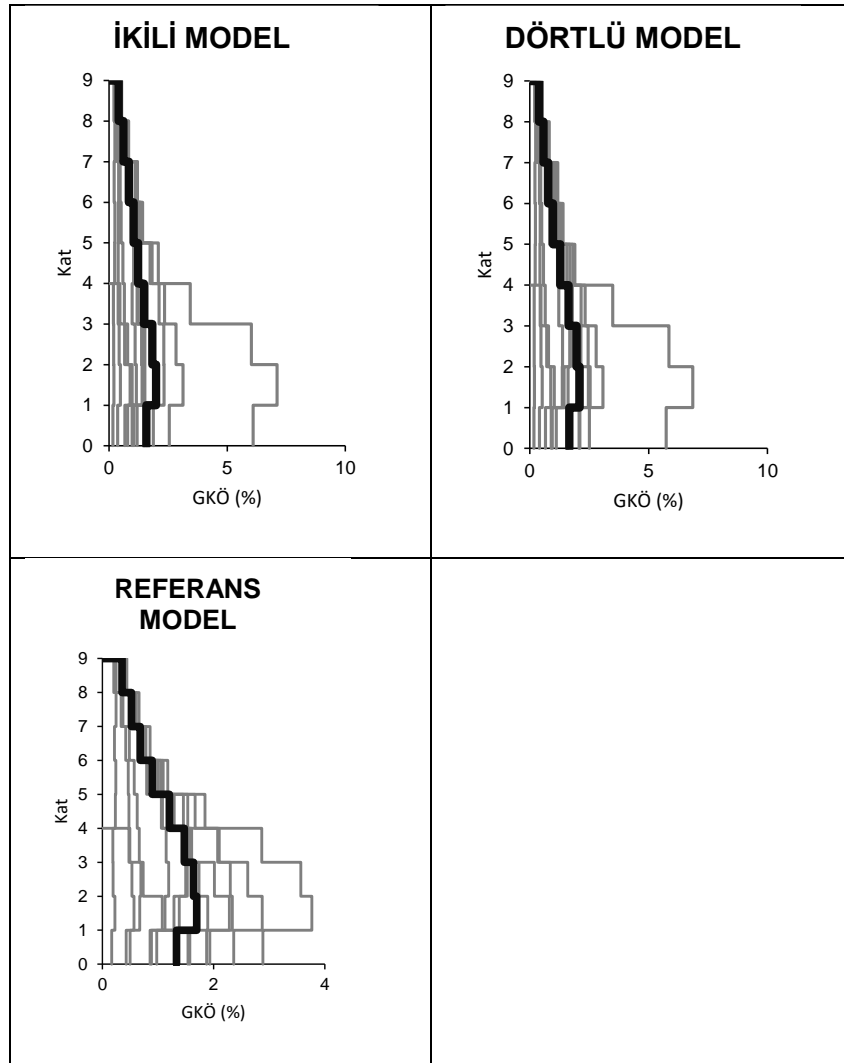 İKİLİ MODEL
9
8
7
6
5
4
3
2
1
0
Kat
0 5 10
GKÖ (%)
DÖRTLÜ MODEL
9
8
7
6
5
4
3
2
1
0
Kat
0 5 10
GKÖ (%)
REFERANS
MODEL
9
8
7
6
5
4
3
2
1
0
Kat
0 2 4
GKÖ (%)